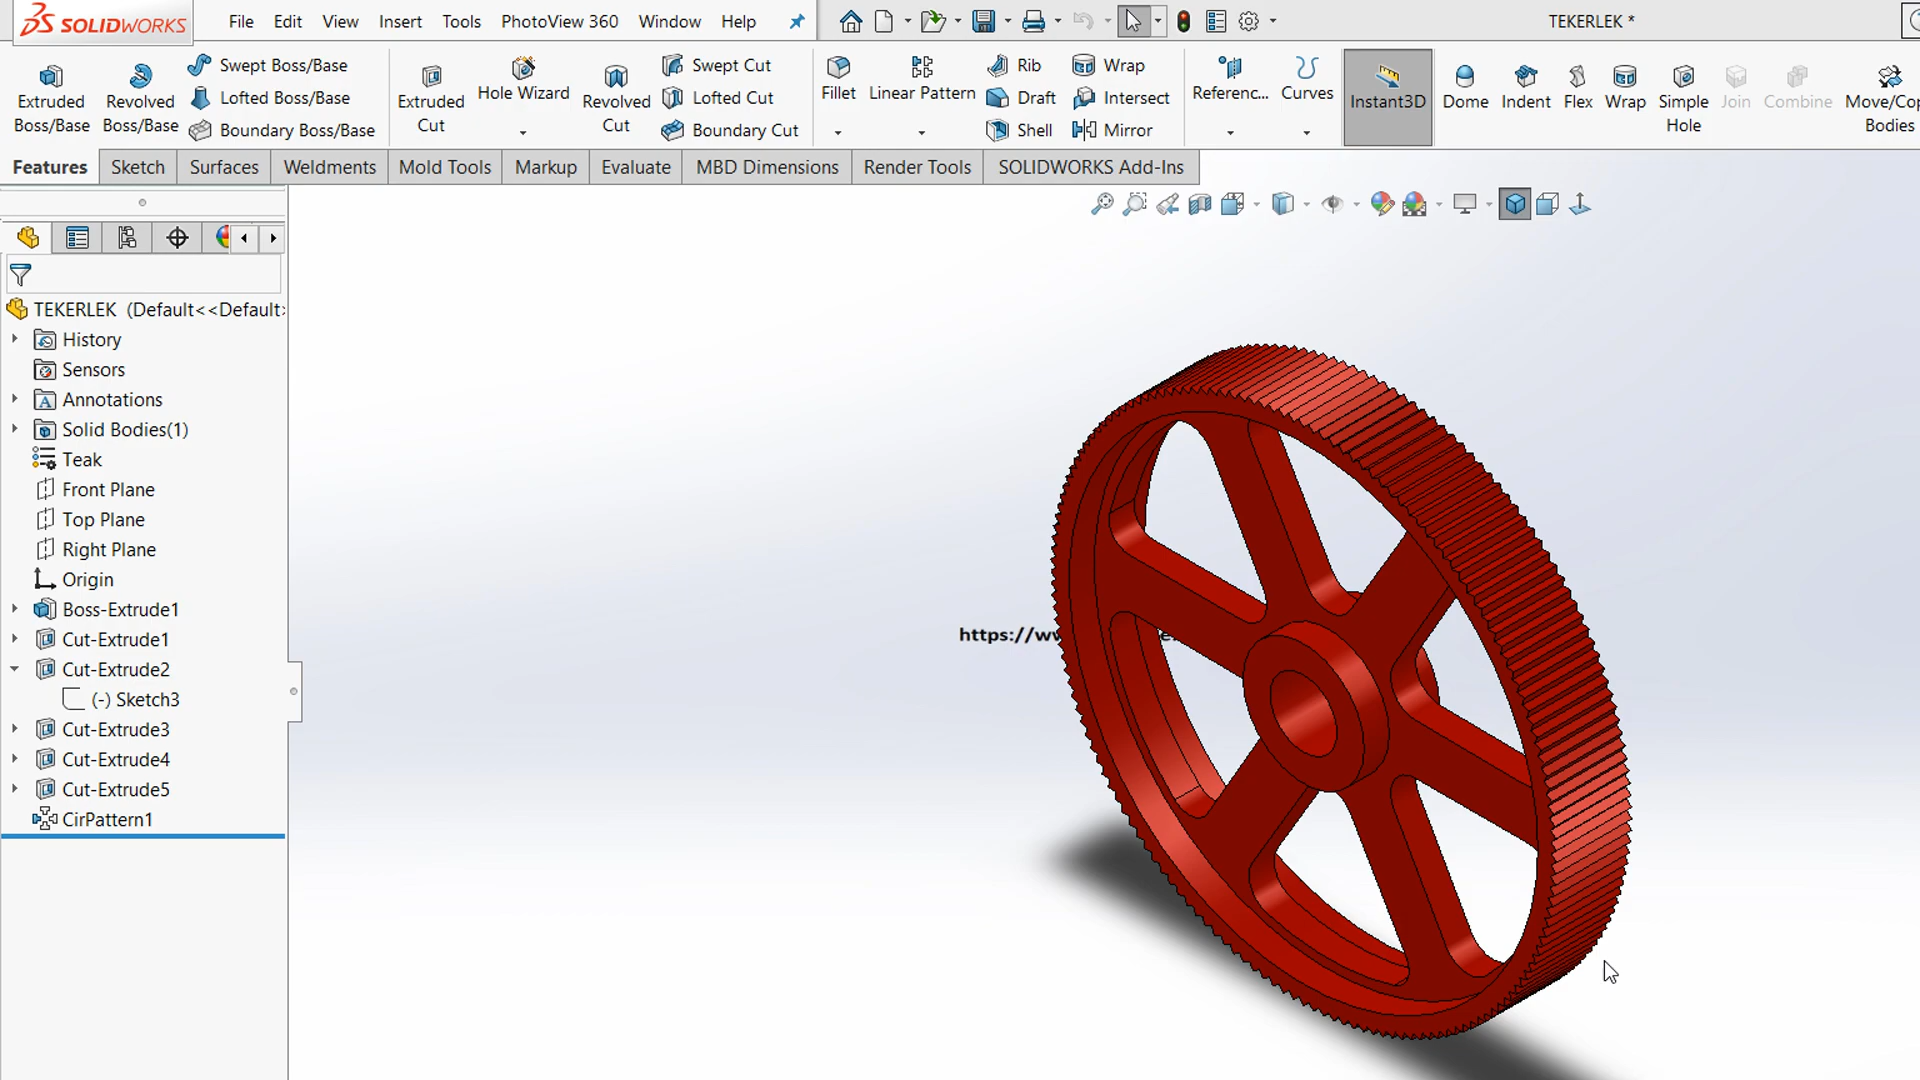 SOLIDWORKS File Edit View Insert Tools PhotoView 360 Window Help TEKERLEK *
Extruded Boss/Base
Revolved Boss/Base
Swept Boss/Base
Lofted Boss/Base
Boundary Boss/Base
Extruded Cut
Hole Wizard
Revolved Cut
Swept Cut
Lofted Cut
Boundary Cut
Fillet
Linear Pattern
Rib
Draft
Shell
Wrap
Intersect
Mirror
Referenc...
Curves
Instant3D
Dome
Indent
Flex
Wrap
Simple Hole
Join
Combine
Move/Cop
Bodies
Features Sketch Surfaces Weldments Mold Tools Markup Evaluate MBD Dimensions Render Tools SOLIDWORKS Add-Ins
TEKERLEK (Default<<Default>
History
Sensors
Annotations
Solid Bodies(1)
Teak
Front Plane
Top Plane
Right Plane
Origin
Boss-Extrude1
Cut-Extrude1
Cut-Extrude2
(-) Sketch3
Cut-Extrude3
Cut-Extrude4
Cut-Extrude5
CirPattern1